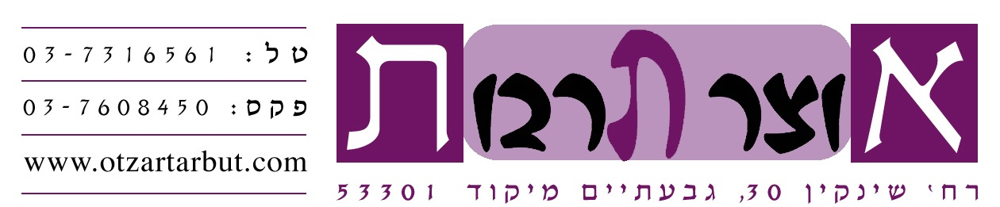 אוצר תרבות
רח' שינקין 30, גבעתיים מיקוד 53301
טל: 03-7316561
פקס: 03-7608450
www.otzartarbut.com